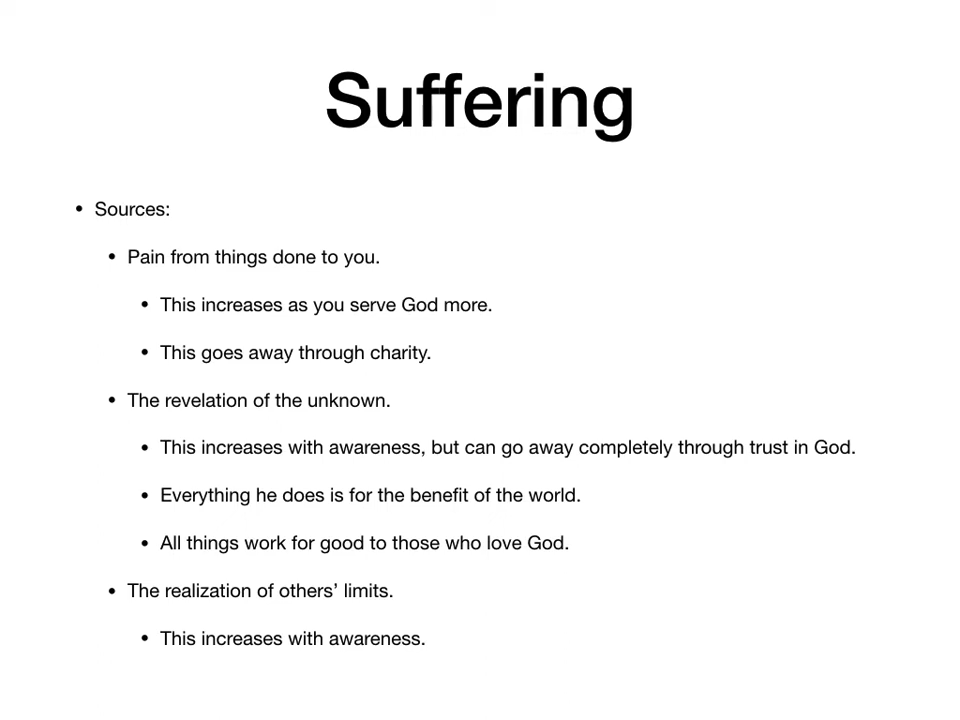 Suffering
• Sources:
• Pain from things done to you.
• This increases as you serve God more.
• This goes away through charity.
• The revelation of the unknown.
• This increases with awareness, but can go away completely through trust in God.
• Everything he does is for the benefit of the world.
• All things work for good to those who love God.
• The realization of others’ limits.
• This increases with awareness.